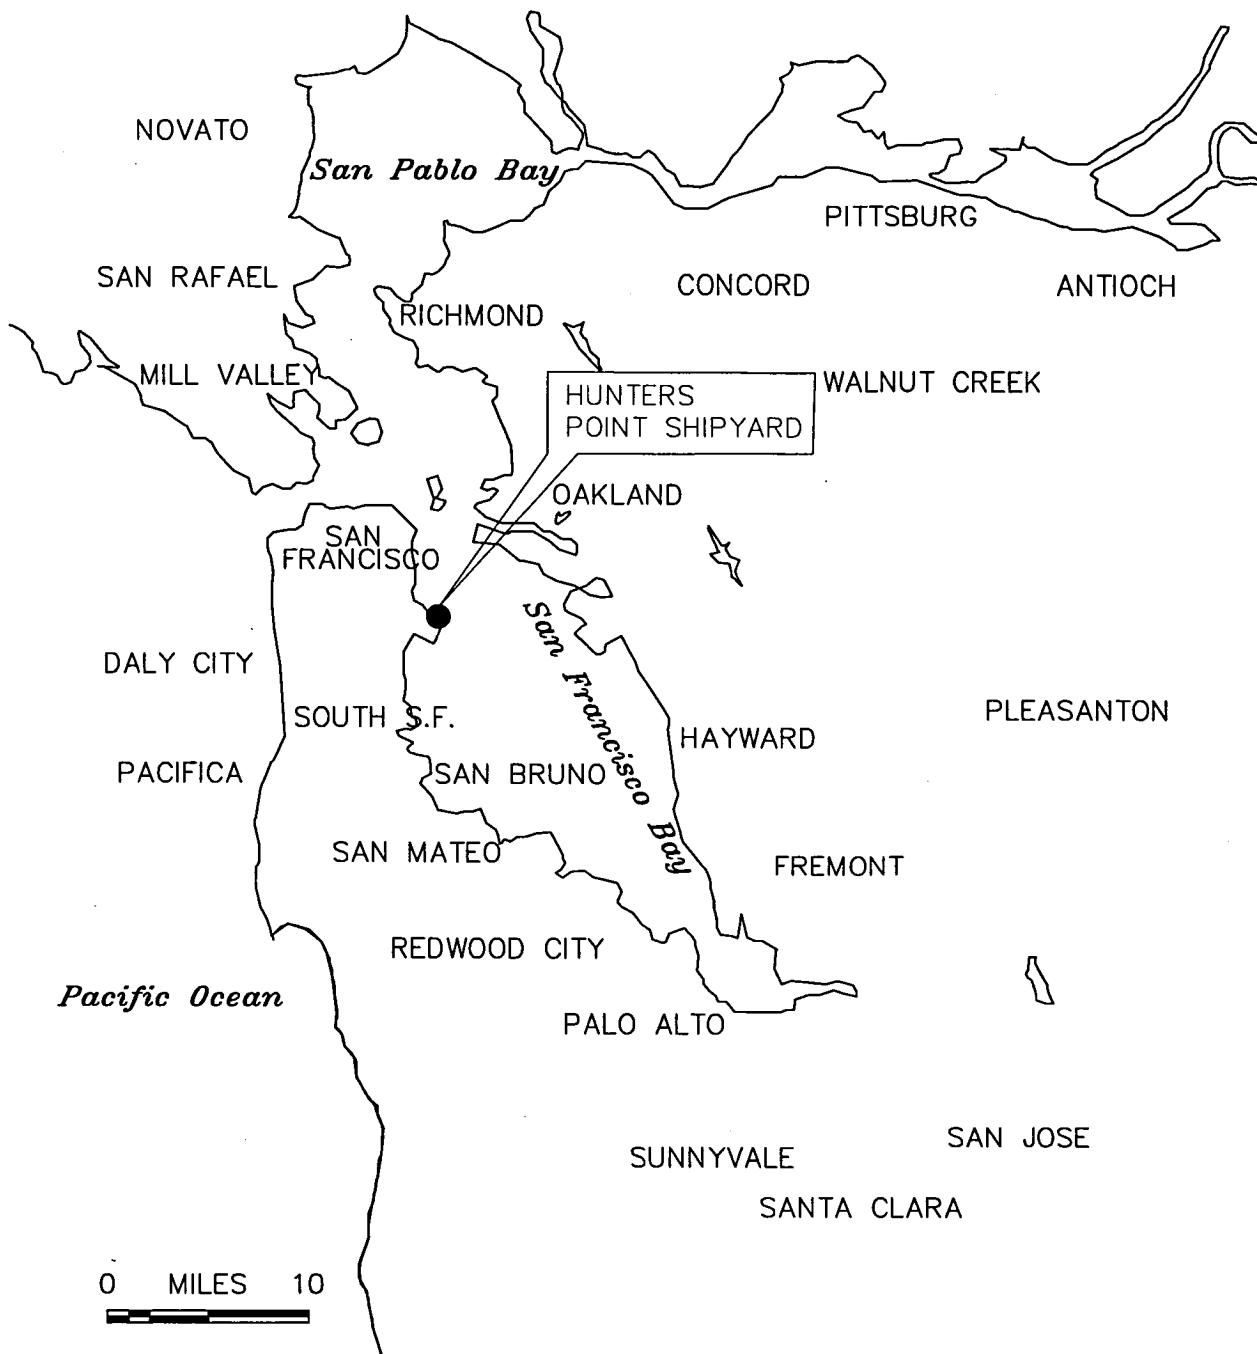 NOVATO
San Pablo Bay
PITTSBURG
SAN RAFAEL
CONCORD
ANTIOCH
RICHMOND
MILL VALLEY
WALNUT CREEK
HUNTERS
POINT SHIPYARD
OAKLAND
SAN
FRANCISCO
San Francisco Bay
DALY CITY
SOUTH S.F.
PLEASANTON
HAYWARD
PACIFICA
SAN BRUNO
SAN MATEO
FREMONT
REDWOOD CITY
Pacific Ocean
PALO ALTO
SAN JOSE
SUNNYVALE
SANTA CLARA
0 MILES 10